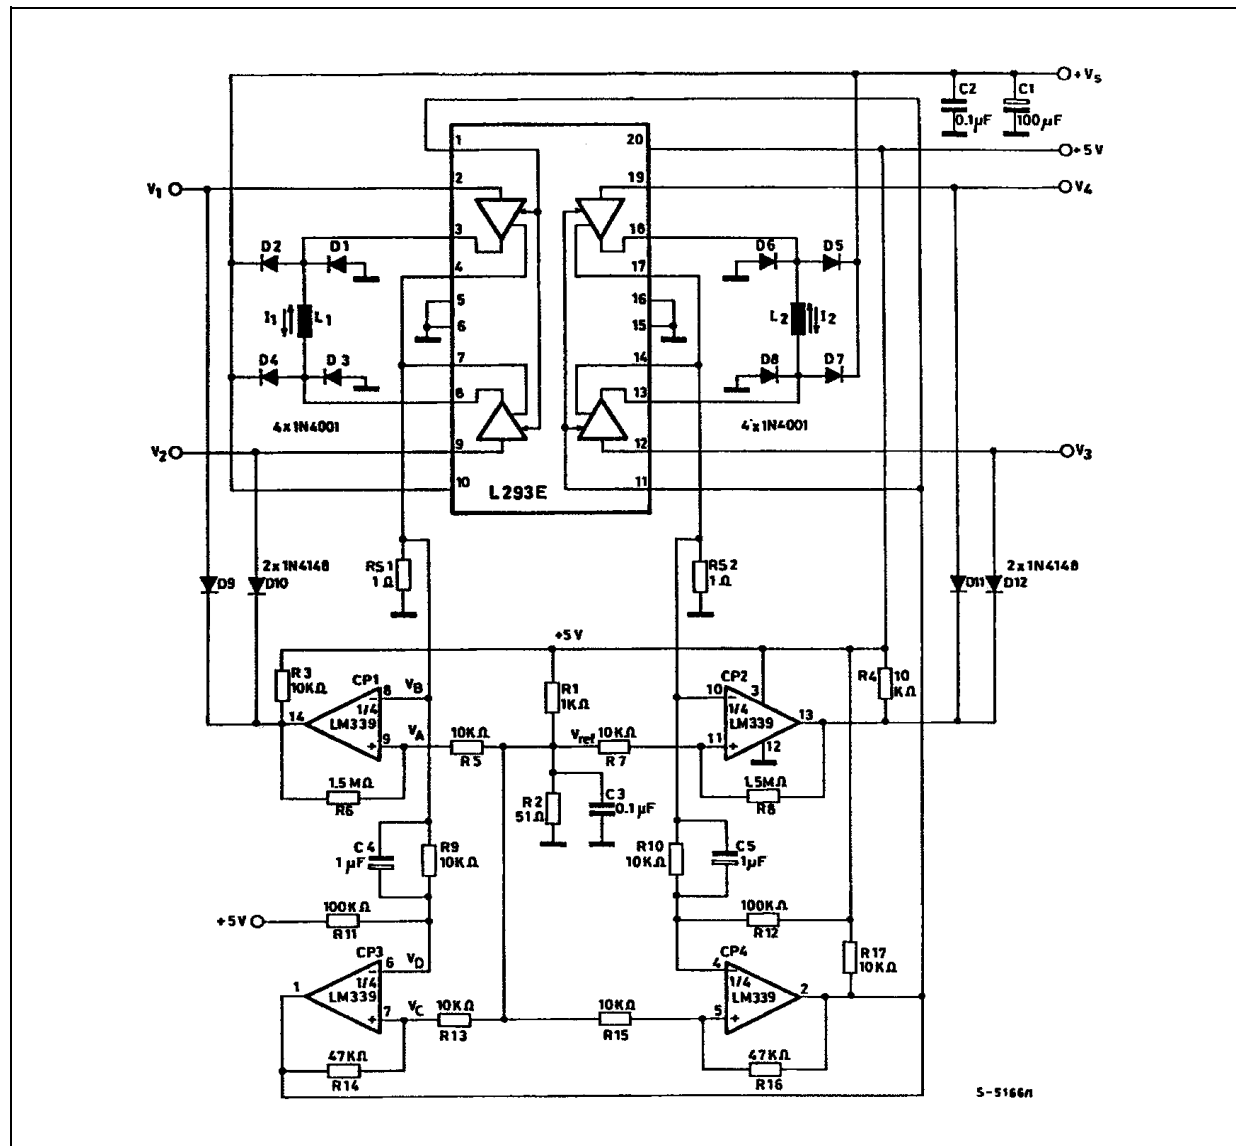 +Vs
C2
0.1µF
C1
100µF
+5V
V4
V1
1
2
3
4
5
6
7
8
9
10
20
19
18
17
16
15
14
13
12
11
L293E
D2
D1
I1
L1
D4
D3
4x1N4001
D6
D5
L2
I2
D8
D7
4x1N4001
V2
V3
RS1
1Ω
RS2
1Ω
2x1N4148
D9
D10
2x1N4148
D11
D12
+5V
R3
10KΩ
CP1
8
VB
1/4
LM339
14
9
VA
10KΩ
R5
1.5MΩ
R6
R1
1KΩ
Vref
10KΩ
R7
R2
51Ω
C3
0.1µF
CP2
10
3
1/4
LM339
13
11
12
1.5MΩ
R8
R4
10
KΩ
C4
1µF
R9
10KΩ
R10
10KΩ
C5
1µF
+5V
100KΩ
R11
100KΩ
R12
R17
10KΩ
CP3
6
VD
1/4
LM339
1
7
VC
10KΩ
R13
47KΩ
R14
10KΩ
R15
CP4
4
1/4
LM339
2
5
47KΩ
R16
S-5166/1